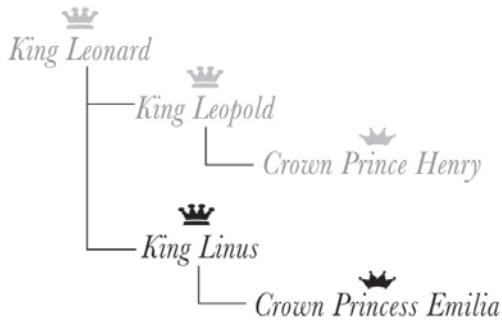 King Leonard
King Leopold
Crown Prince Henry
King Linus
Crown Princess Emilia